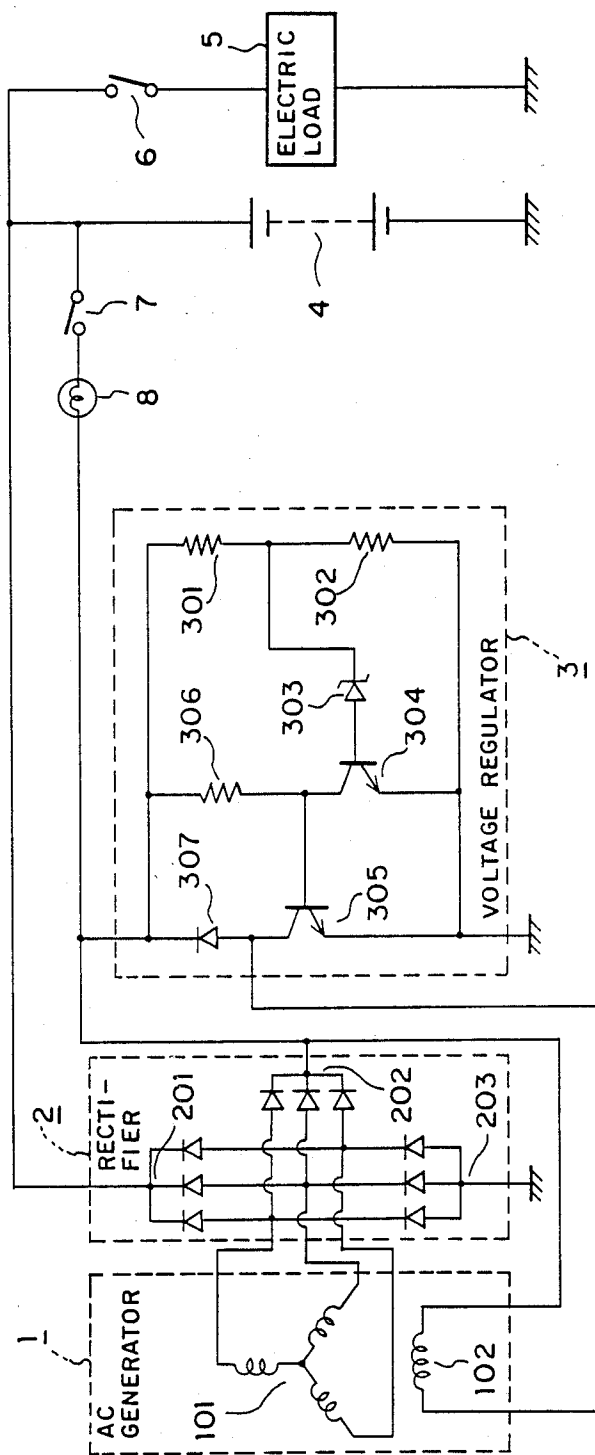 1
AC
GENERATOR
101
102
2
RECTI-
FIER
201
202
203
307
305
306
303
304
301
302
VOLTAGE REGULATOR
3
8
7
4
6
5
ELECTRIC
LOAD